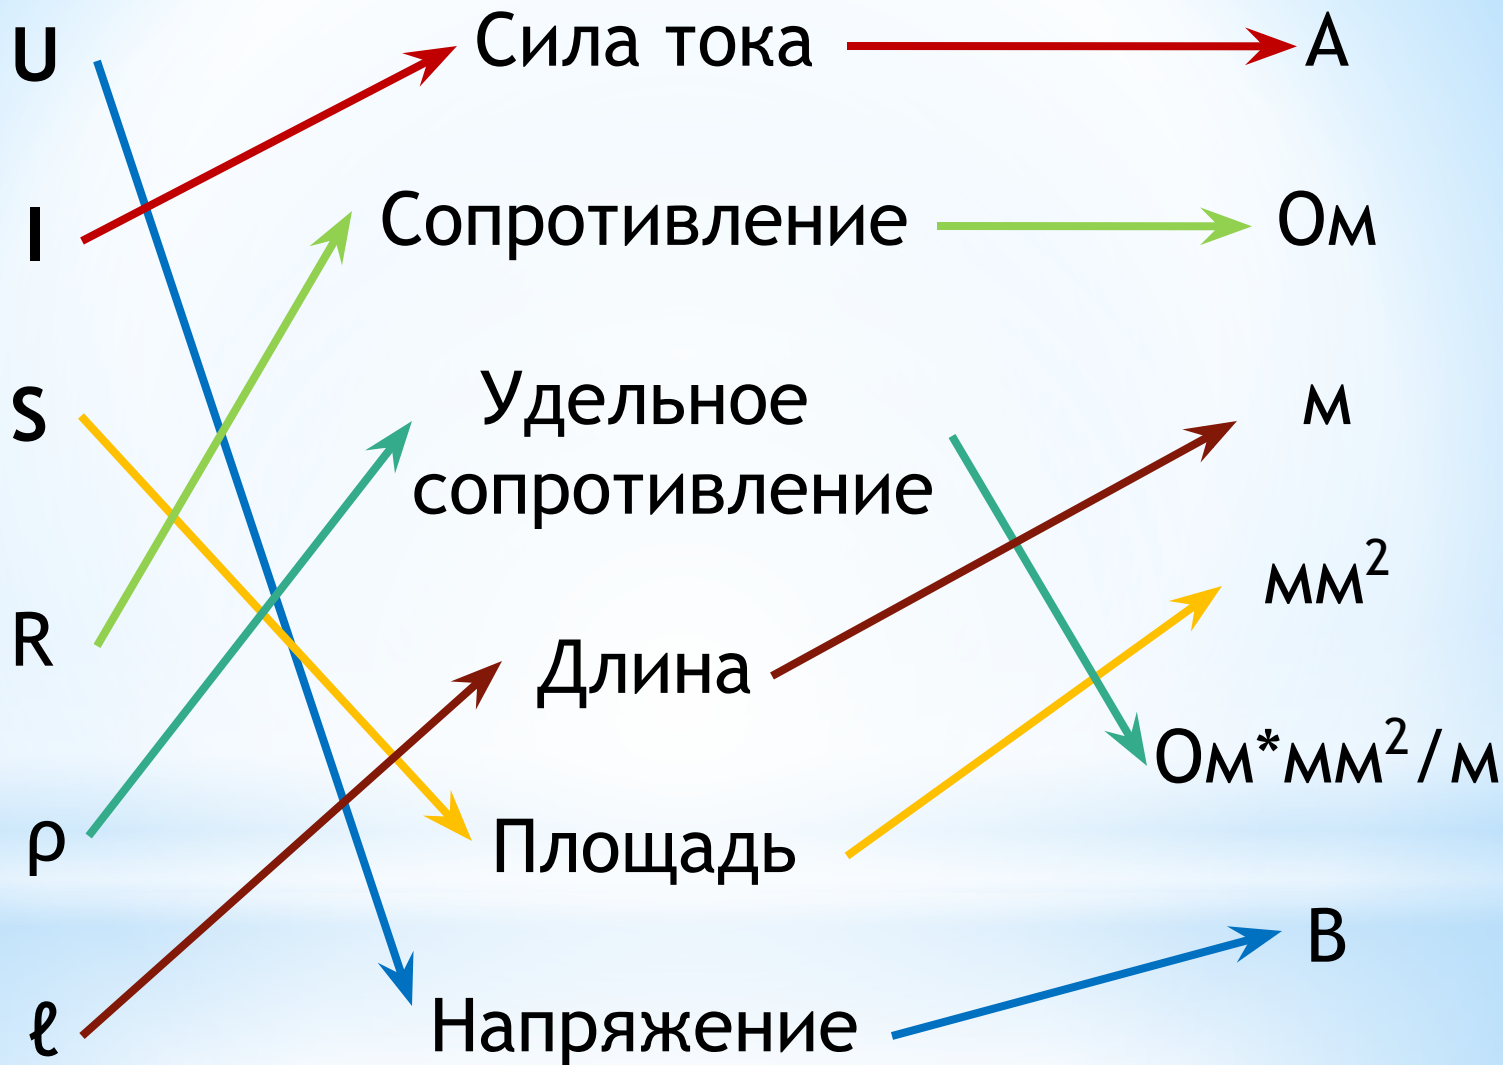 U
I
S
R
ρ
ℓ
Сила тока
Сопротивление
Удельное
сопротивление
Длина
Площадь
Напряжение
А
Ом
м
мм²
Ом*мм²/м
В